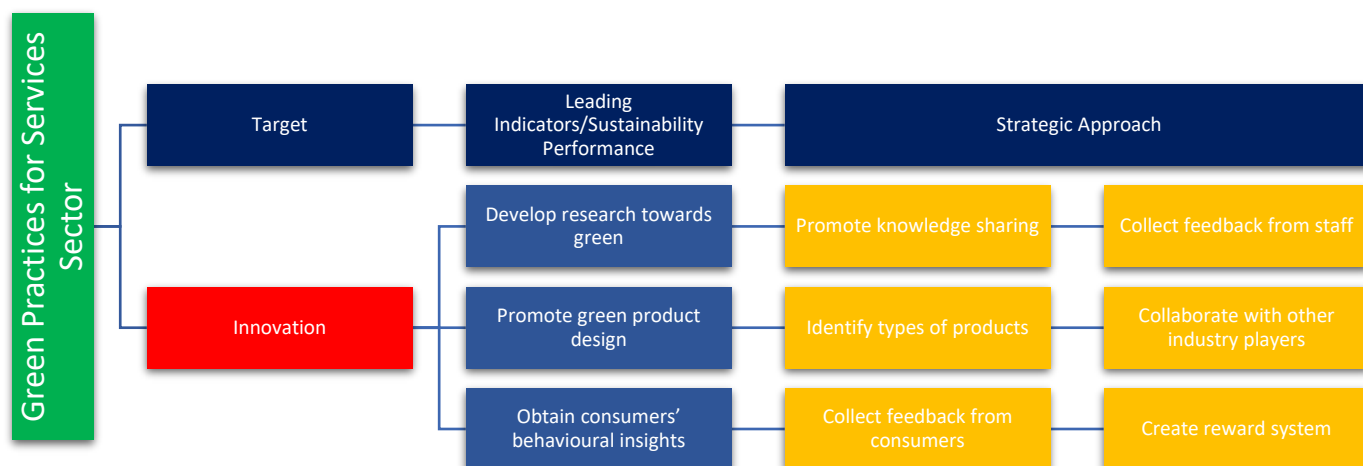 Green Practices for Services
Sector
Target
Leading
Indicators/Sustainability
Performance
Strategic Approach
Develop research towards
green
Promote knowledge sharing
Collect feedback from staff
Innovation
Promote green product
design
Identify types of products
Collaborate with other
industry players
Obtain consumers’
behavioural insights
Collect feedback from
consumers
Create reward system